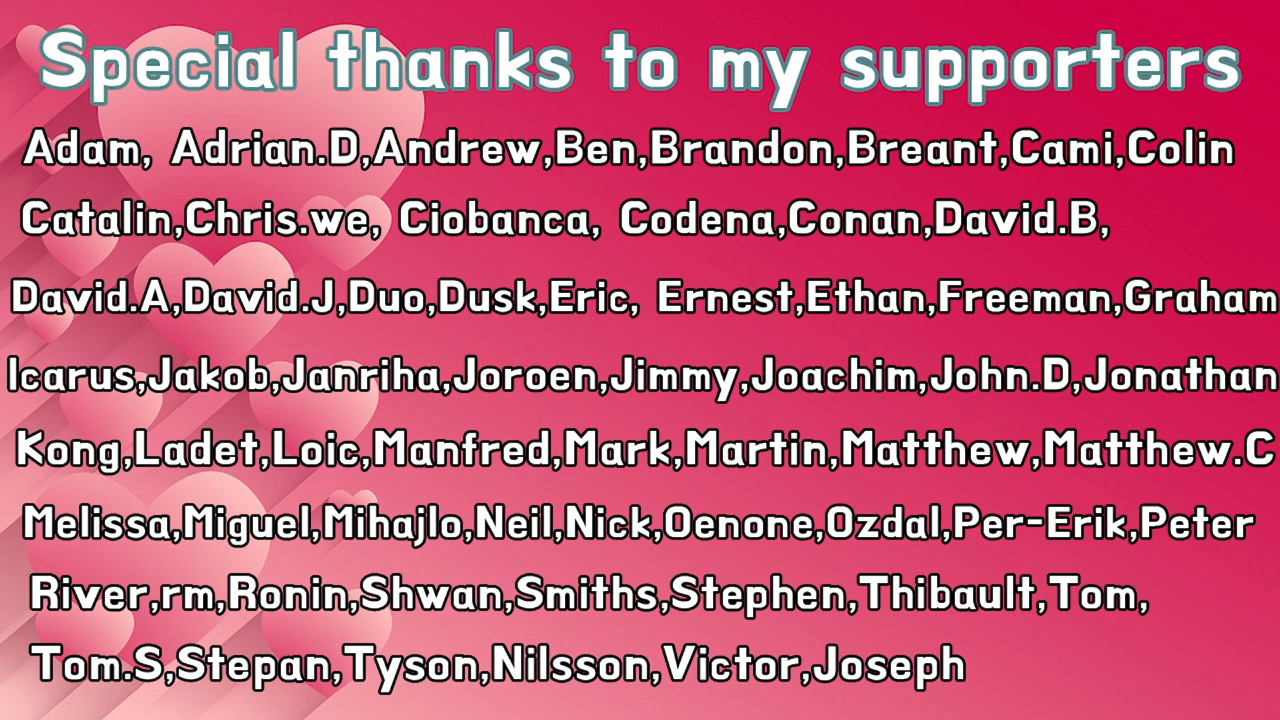 Special thanks to my supporters
Adam, Adrian.D,Andrew,Ben,Brandon,Breant,Cami,Colin
Catalin,Chris.we, Ciobanca, Codena,Conan,David.B,
David.A,David.J,Duo,Dusk,Eric, Ernest,Ethan,Freeman,Graham
Icarus,Jakob,Janriha,Joroen,Jimmy,Joachim,John.D,Jonathan
Kong,Ladet,Loic,Manfred,Mark,Martin,Matthew,Matthew.C
Melissa,Miguel,Mihajlo,Neil,Nick,Oenone,Ozdal,Per-Erik,Peter
River,rm,Ronin,Shwan,Smiths,Stephen,Thibault,Tom,
Tom.S,Stepan,Tyson,Nilsson,Victor,Joseph